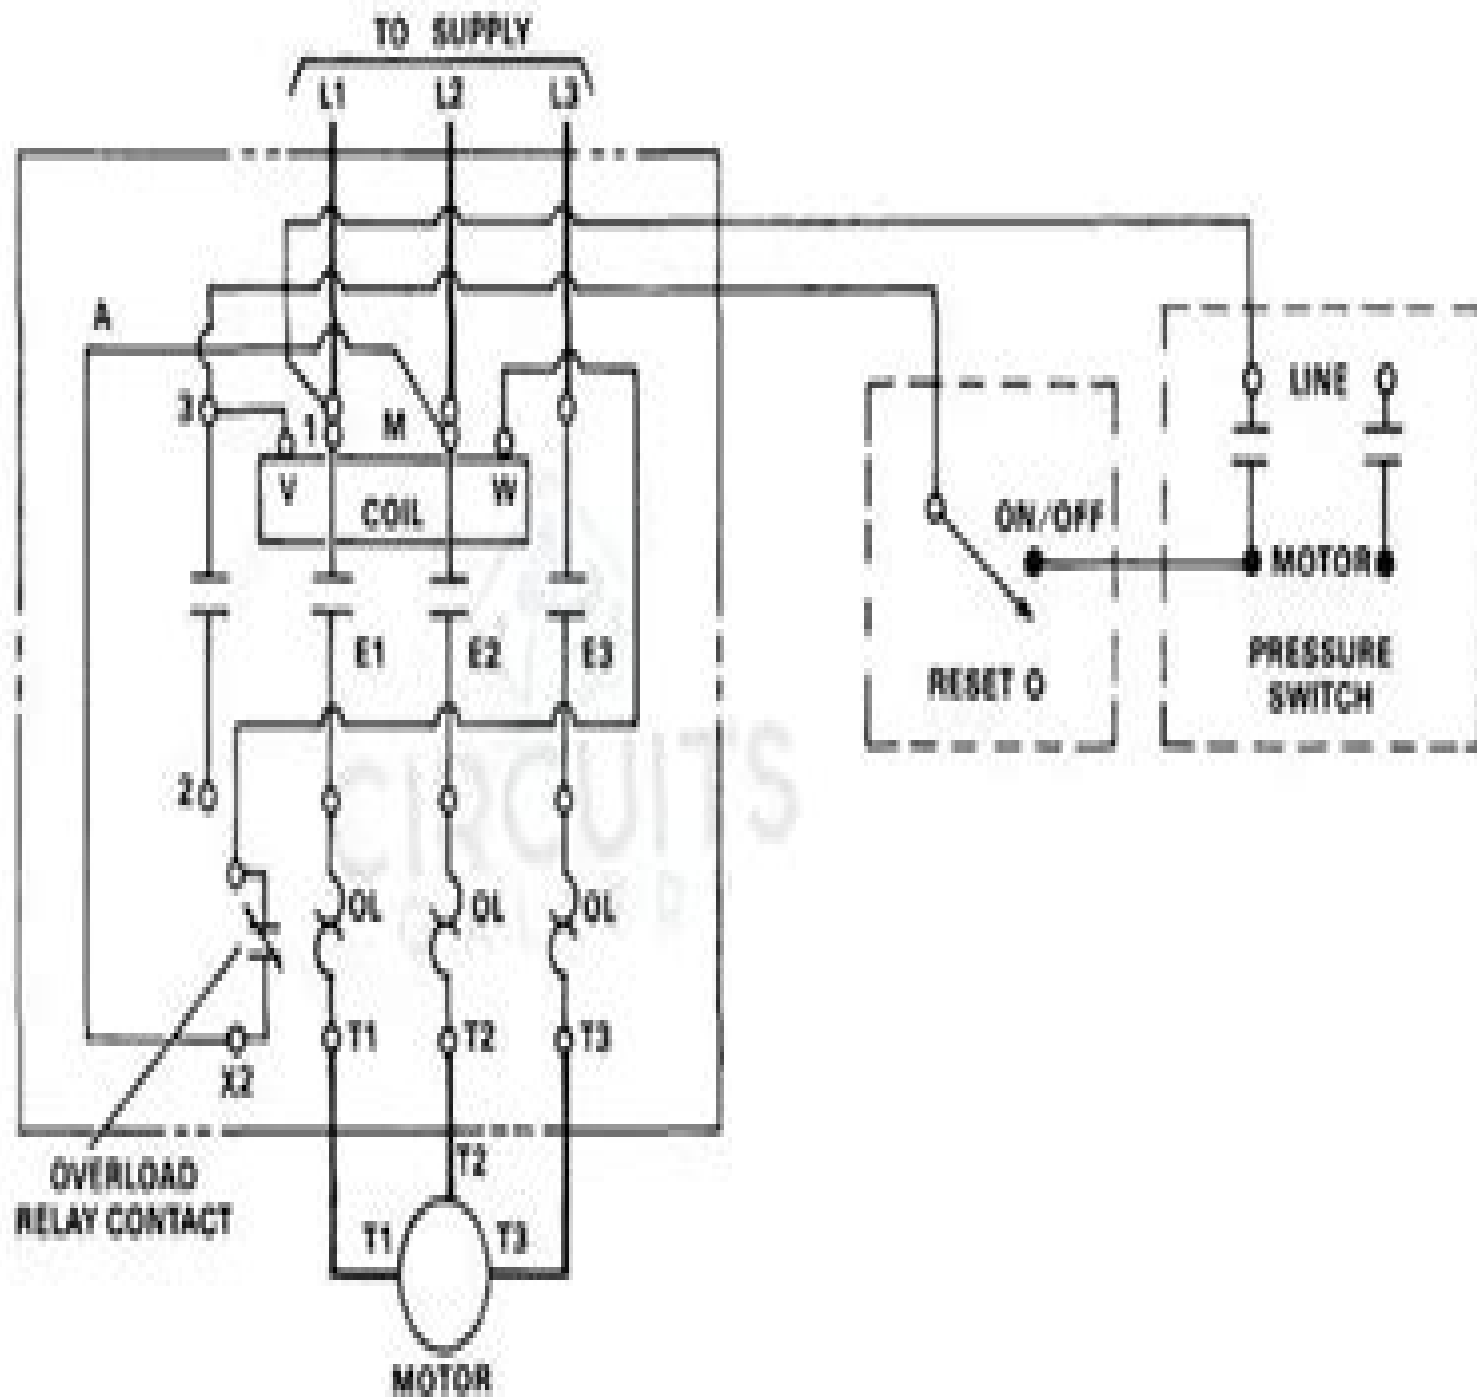 TO SUPPLY
L1 L2 L3
A
LINE
3
1
M
V
COIL
W
ON/OFF
MOTOR
E1 E2 E3
RESET O
PRESSURE
SWITCH
2
CIRCUITS
OL OL OL
T1 T2 T3
X2
T2
OVERLOAD
RELAY CONTACT
T1 T3
MOTOR